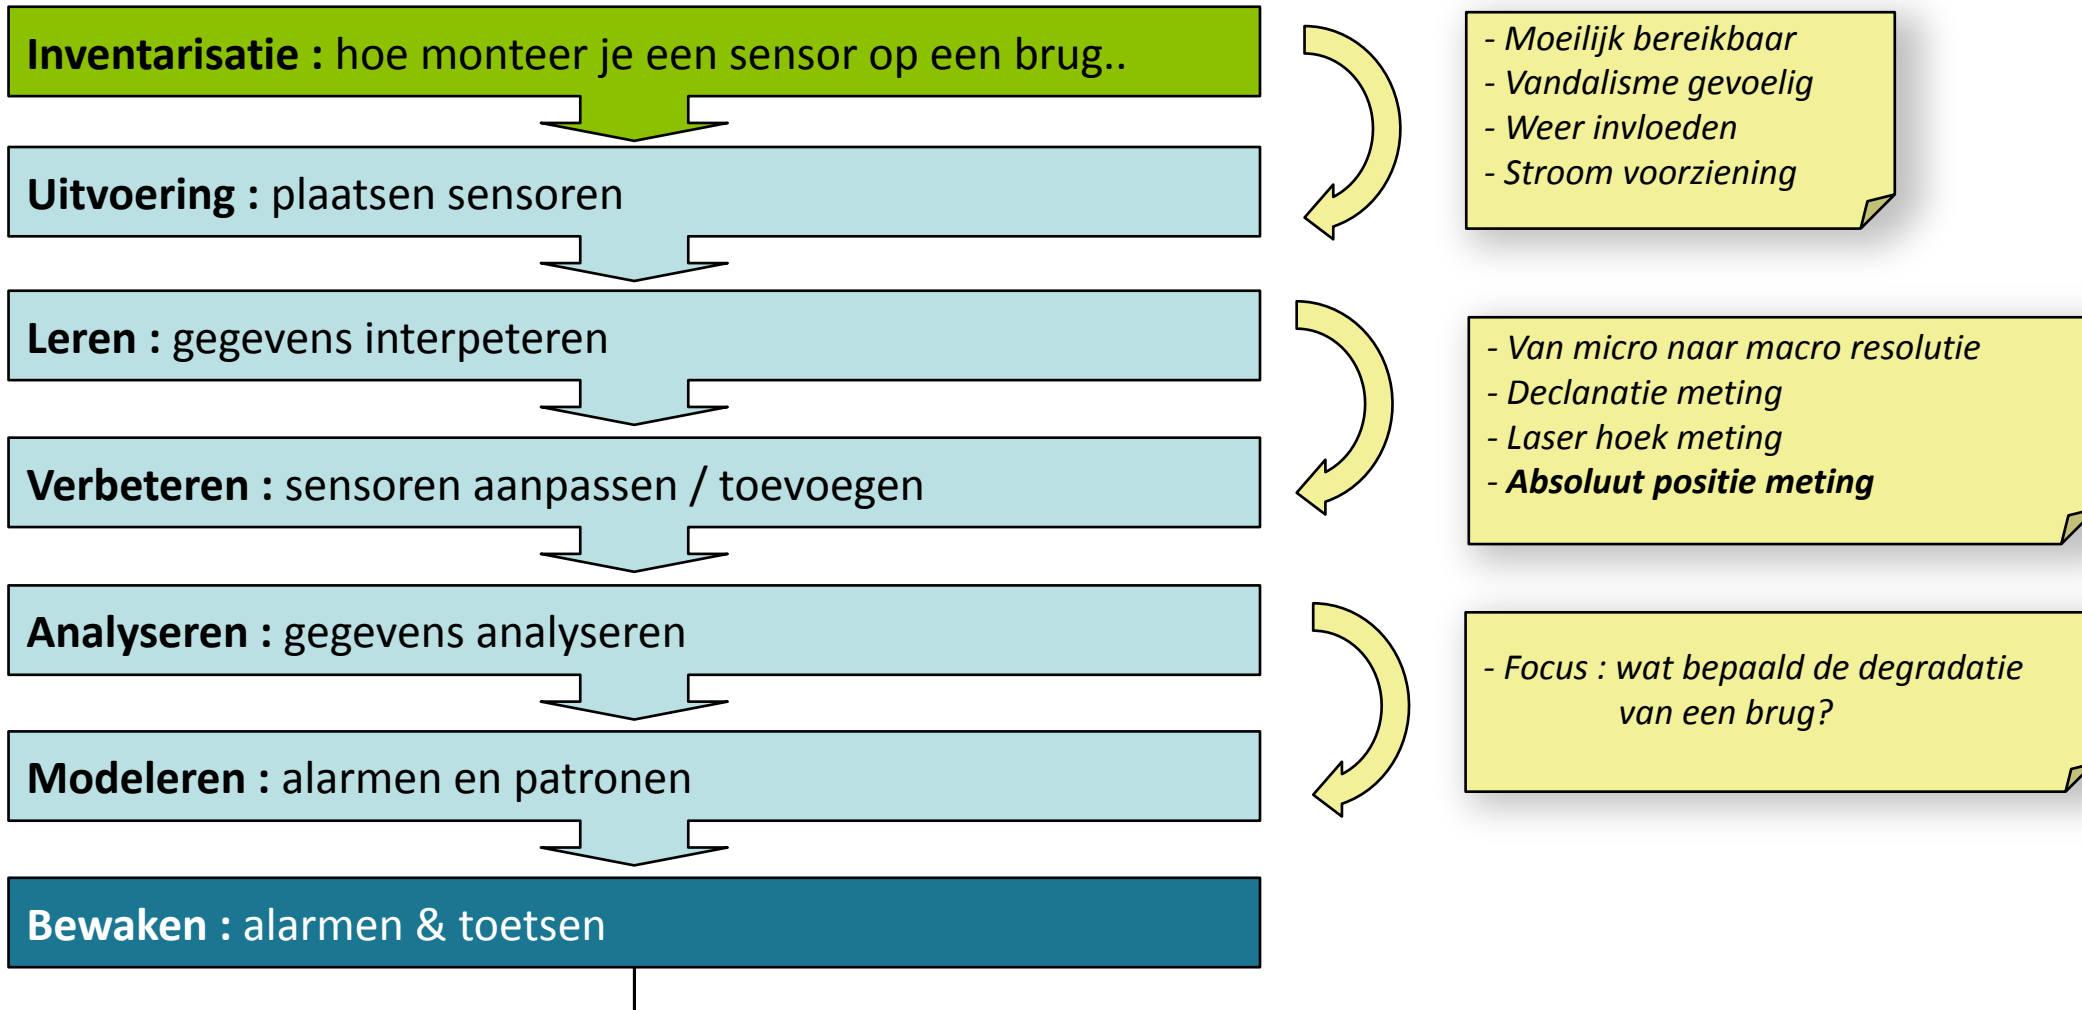 Inventarisatie : hoe monteer je een sensor op een brug..
Uitvoering : plaatsen sensoren
Leren : gegevens interpeteren
Verbeteren : sensoren aanpassen / toevoegen
Analyseren : gegevens analyseren
Modeleren : alarmen en patronen
Bewaken : alarmen & toetsen
- Moeilijk bereikbaar
- Vandalisme gevoelig
- Weer invloeden
- Stroom voorziening
- Van micro naar macro resolutie
- Declanatie meting
- Laser hoek meting
- Absoluut positie meting
- Focus : wat bepaald de degradatie
van een brug?